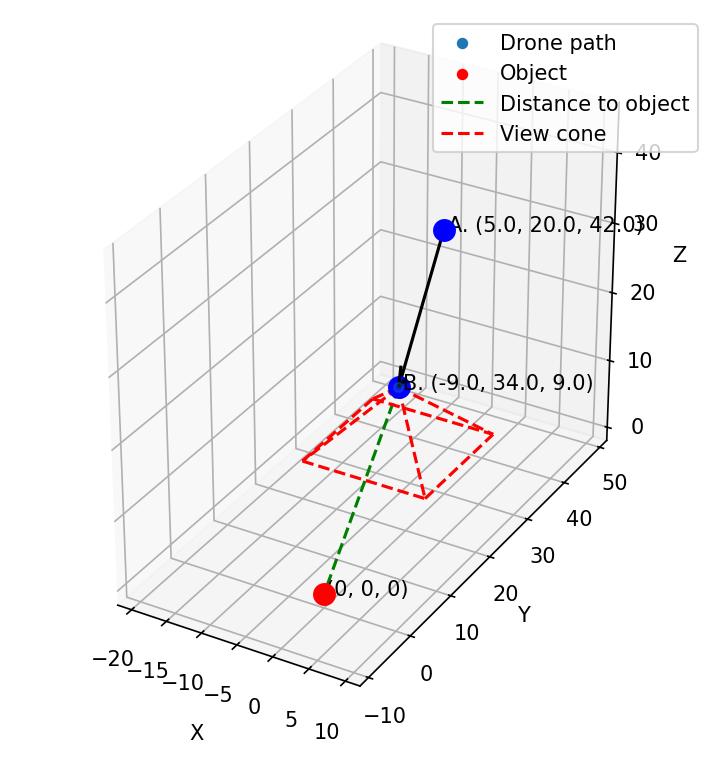 Drone path
Object
Distance to object
View cone
A. (5.0, 20.0, 42.0)
B. (-9.0, 34.0, 9.0)
(0, 0, 0)
40
30
20
10
0
Z
50
40
30
20
10
0
−10
Y
−20
−15
−10
−5
0
5
10
X